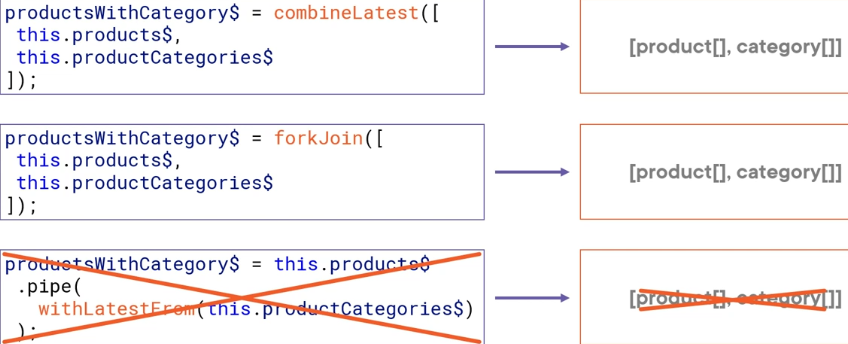 productsWithCategory$ = combineLatest([
this.products$,
this.productCategories$
]);
[product[], category[]]
productsWithCategory$ = forkJoin([
this.products$,
this.productCategories$
]);
[product[], category[]]
productsWithCategory$ = this.products$
.pipe(
withLatestFrom(this.productCategories$)
);
[product[], category[]]